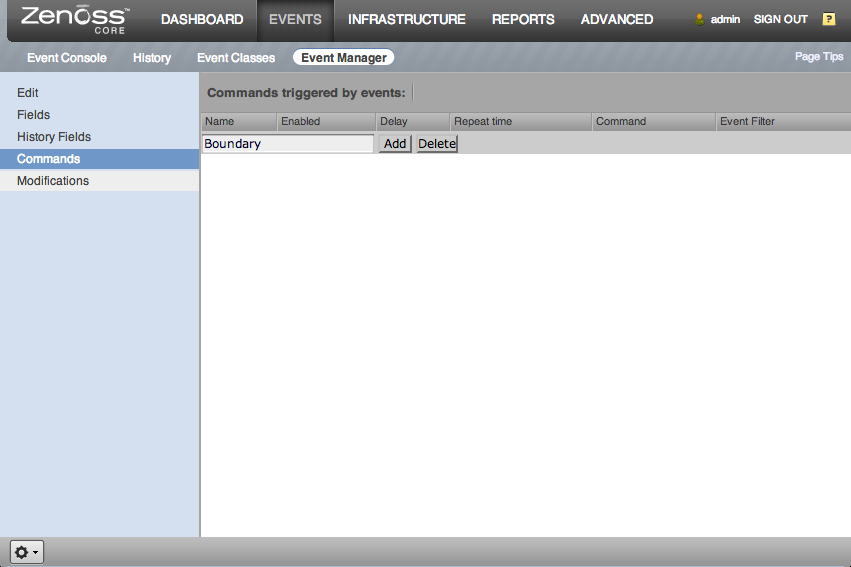 Zenoss™ CORE DASHBOARD EVENTS INFRASTRUCTURE REPORTS ADVANCED admin SIGN OUT ?
Event Console History Event Classes Event Manager Page Tips
Edit
Fields
History Fields
Commands
Modifications
Commands triggered by events:
Name Enabled Delay Repeat time Command Event Filter
Boundary Add Delete